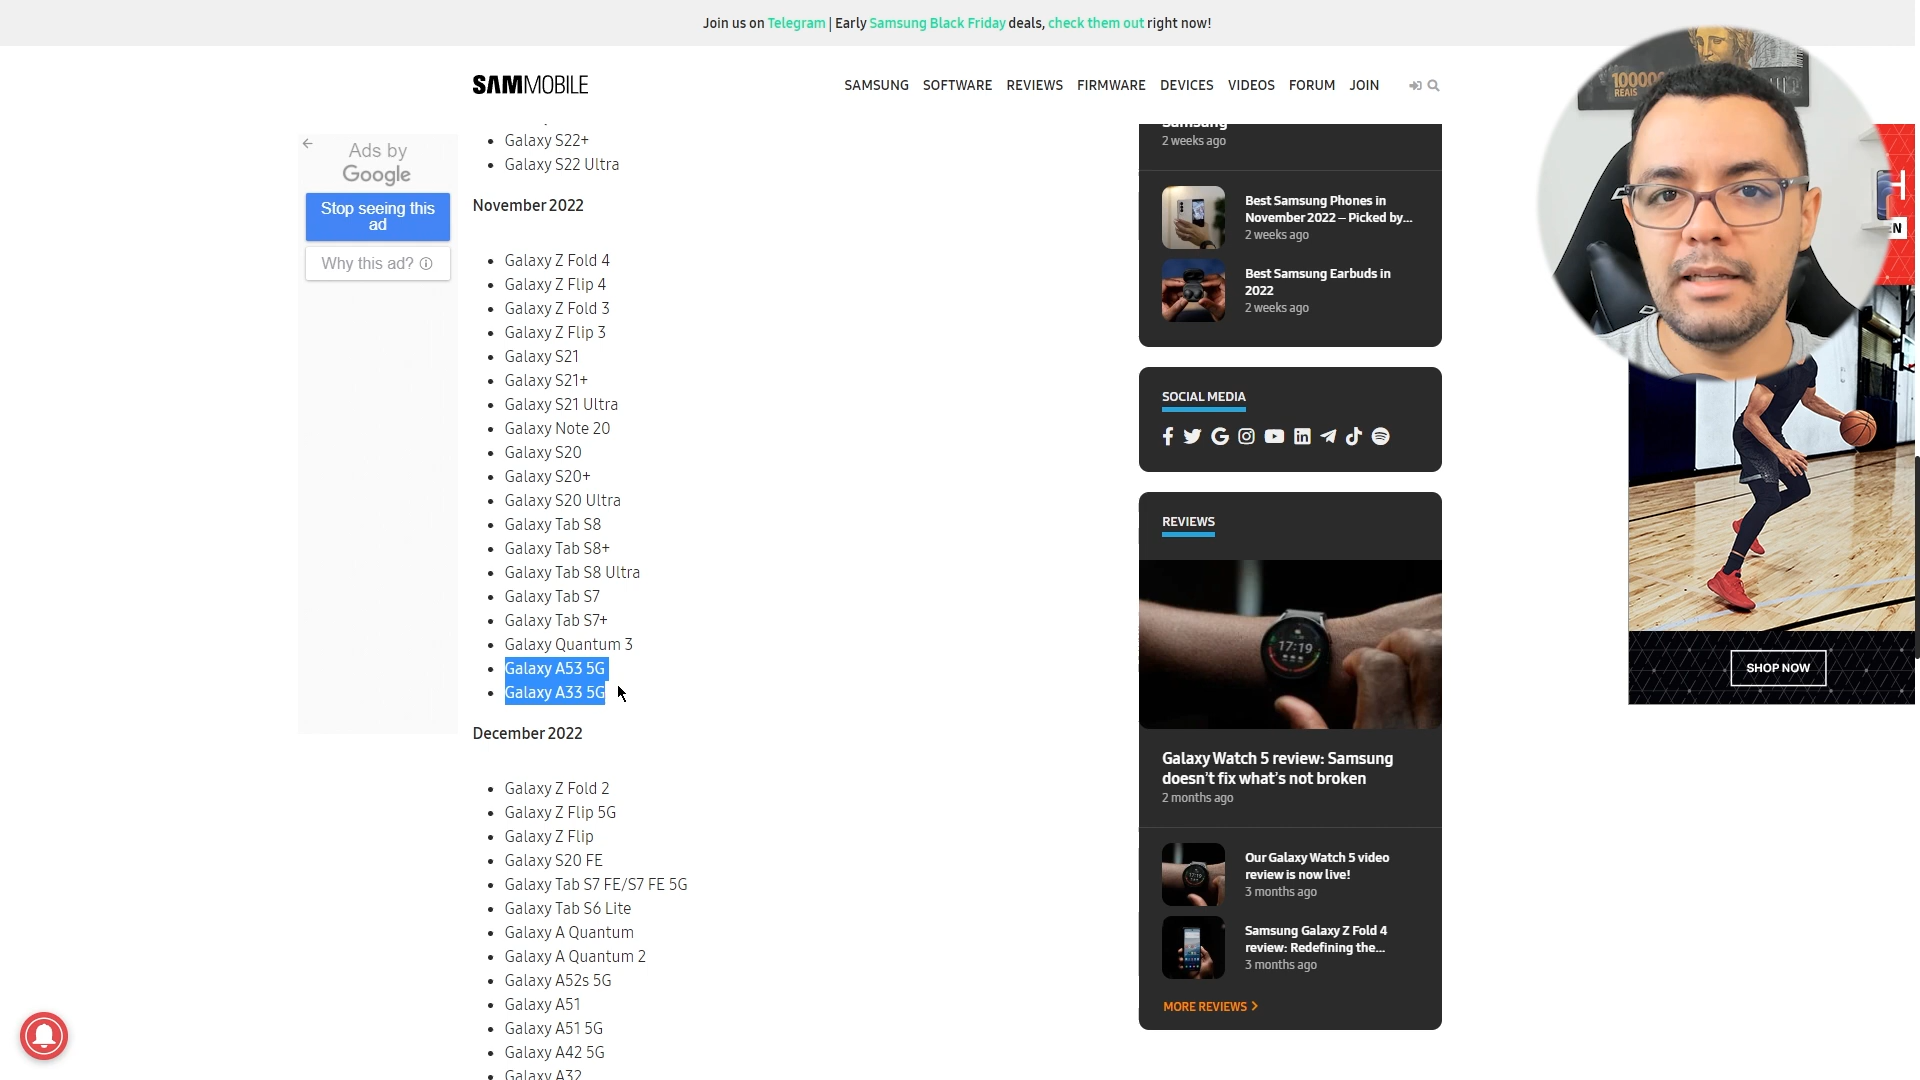 Join us on Telegram | Early Samsung Black Friday deals, check them out right now!
SAMMOBILE
SAMSUNG SOFTWARE REVIEWS FIRMWARE DEVICES VIDEOS FORUM JOIN
Ads by
Google
Stop seeing this
ad
Why this ad?
Galaxy S22+
Galaxy S22 Ultra
November 2022
Galaxy Z Fold 4
Galaxy Z Flip 4
Galaxy Z Fold 3
Galaxy Z Flip 3
Galaxy S21
Galaxy S21+
Galaxy S21 Ultra
Galaxy Note 20
Galaxy S20
Galaxy S20+
Galaxy S20 Ultra
Galaxy Tab S8
Galaxy Tab S8+
Galaxy Tab S8 Ultra
Galaxy Tab S7
Galaxy Tab S7+
Galaxy Quantum 3
Galaxy A53 5G
Galaxy A33 5G
December 2022
Galaxy Z Fold 2
Galaxy Z Flip 5G
Galaxy Z Flip
Galaxy S20 FE
Galaxy Tab S7 FE/S7 FE 5G
Galaxy Tab S6 Lite
Galaxy A Quantum
Galaxy A Quantum 2
Galaxy A52s 5G
Galaxy A51
Galaxy A51 5G
Galaxy A42 5G
Galaxy A32
Samsung
2 weeks ago
Best Samsung Phones in
November 2022 – Picked by...
2 weeks ago
Best Samsung Earbuds in
2022
2 weeks ago
SOCIAL MEDIA
REVIEWS
17:19
Galaxy Watch 5 review: Samsung
doesn't fix what's not broken
2 months ago
Our Galaxy Watch 5 video
review is now live!
3 months ago
Samsung Galaxy Z Fold 4
review: Redefining the...
3 months ago
MORE REVIEWS
100000
REAIS
N
SHOP NOW